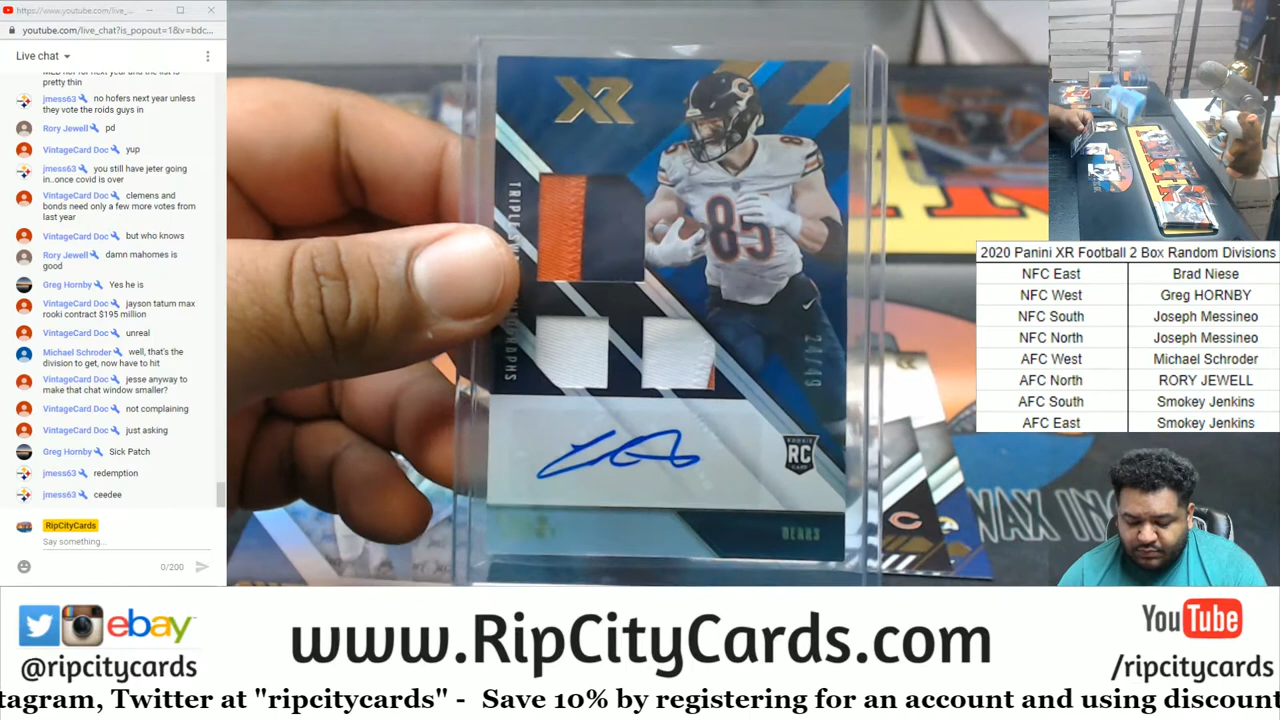 https://www.youtube.com/live_...
youtube.com/live_chat?is_popout=1&v=bdc...
Live chat
pretty thin
jmess63 no hofers next year unless
they vote the roids guys in
Rory Jewell pd
VintageCard Doc yup
jmess63 you still have jeter going
in..once covid is over
VintageCard Doc clemens and
bonds need only a few more votes from
last year
VintageCard Doc but who knows
Rory Jewell damn mahomes is
good
Greg Hornby Yes he is
VintageCard Doc jayson tatum max
rooki contract $195 million
VintageCard Doc unreal
Michael Schroder well, that's the
division to get, now have to hit
VintageCard Doc jesse anyway to
make that chat window smaller?
VintageCard Doc not complaining
VintageCard Doc just asking
Greg Hornby Sick Patch
jmess63 redemption
jmess63 ceedee
RipCityCards
Say something...
0/200
XR
85
24/49
RC
BEARS
2020 Panini XR Football 2 Box Random Divisions
NFC East Brad Niese
NFC West Greg HORNBY
NFC South Joseph Messineo
NFC North Joseph Messineo
AFC West Michael Schroder
AFC North RORY JEWELL
AFC South Smokey Jenkins
AFC East Smokey Jenkins
WAX INC
ebay
@ripcitycards
www.RipCityCards.com
YouTube
/ripcitycards
tagram, Twitter at "ripcitycards" - Save 10% by registering for an account and using discount